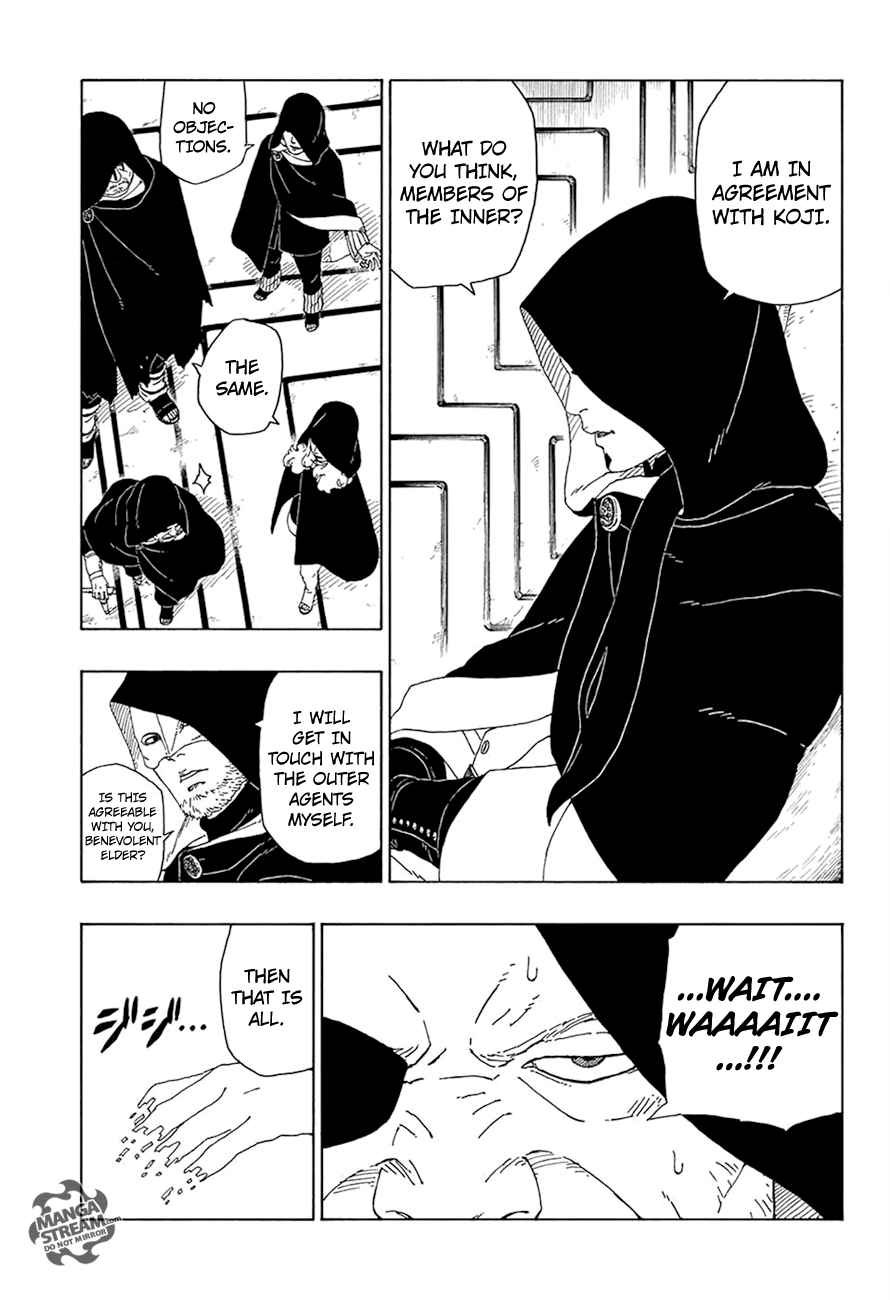 I AM IN
AGREEMENT
WITH KOJI.
WHAT DO
YOU THINK,
MEMBERS OF
THE INNER?
NO
OBJEC-
TIONS.
THE
SAME.
I WILL
GET IN
TOUCH WITH
THE OUTER
AGENTS
MYSELF.
IS THIS
AGREEABLE
WITH YOU,
BENEVOLENT
ELDER?
...WAIT....
WAAAAIIT
...!!!
THEN
THAT IS
ALL.
ジジ...
MANGA
STREAM.com
DO NOT MIRROR!